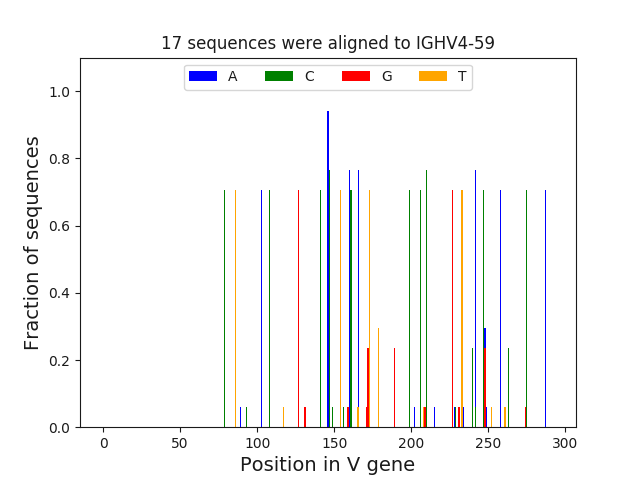 17 sequences were aligned to IGHV4-59
A C G T
1.0
0.8
0.6
0.4
0.2
0.0
Fraction of sequences
0 50 100 150 200 250 300
Position in V gene